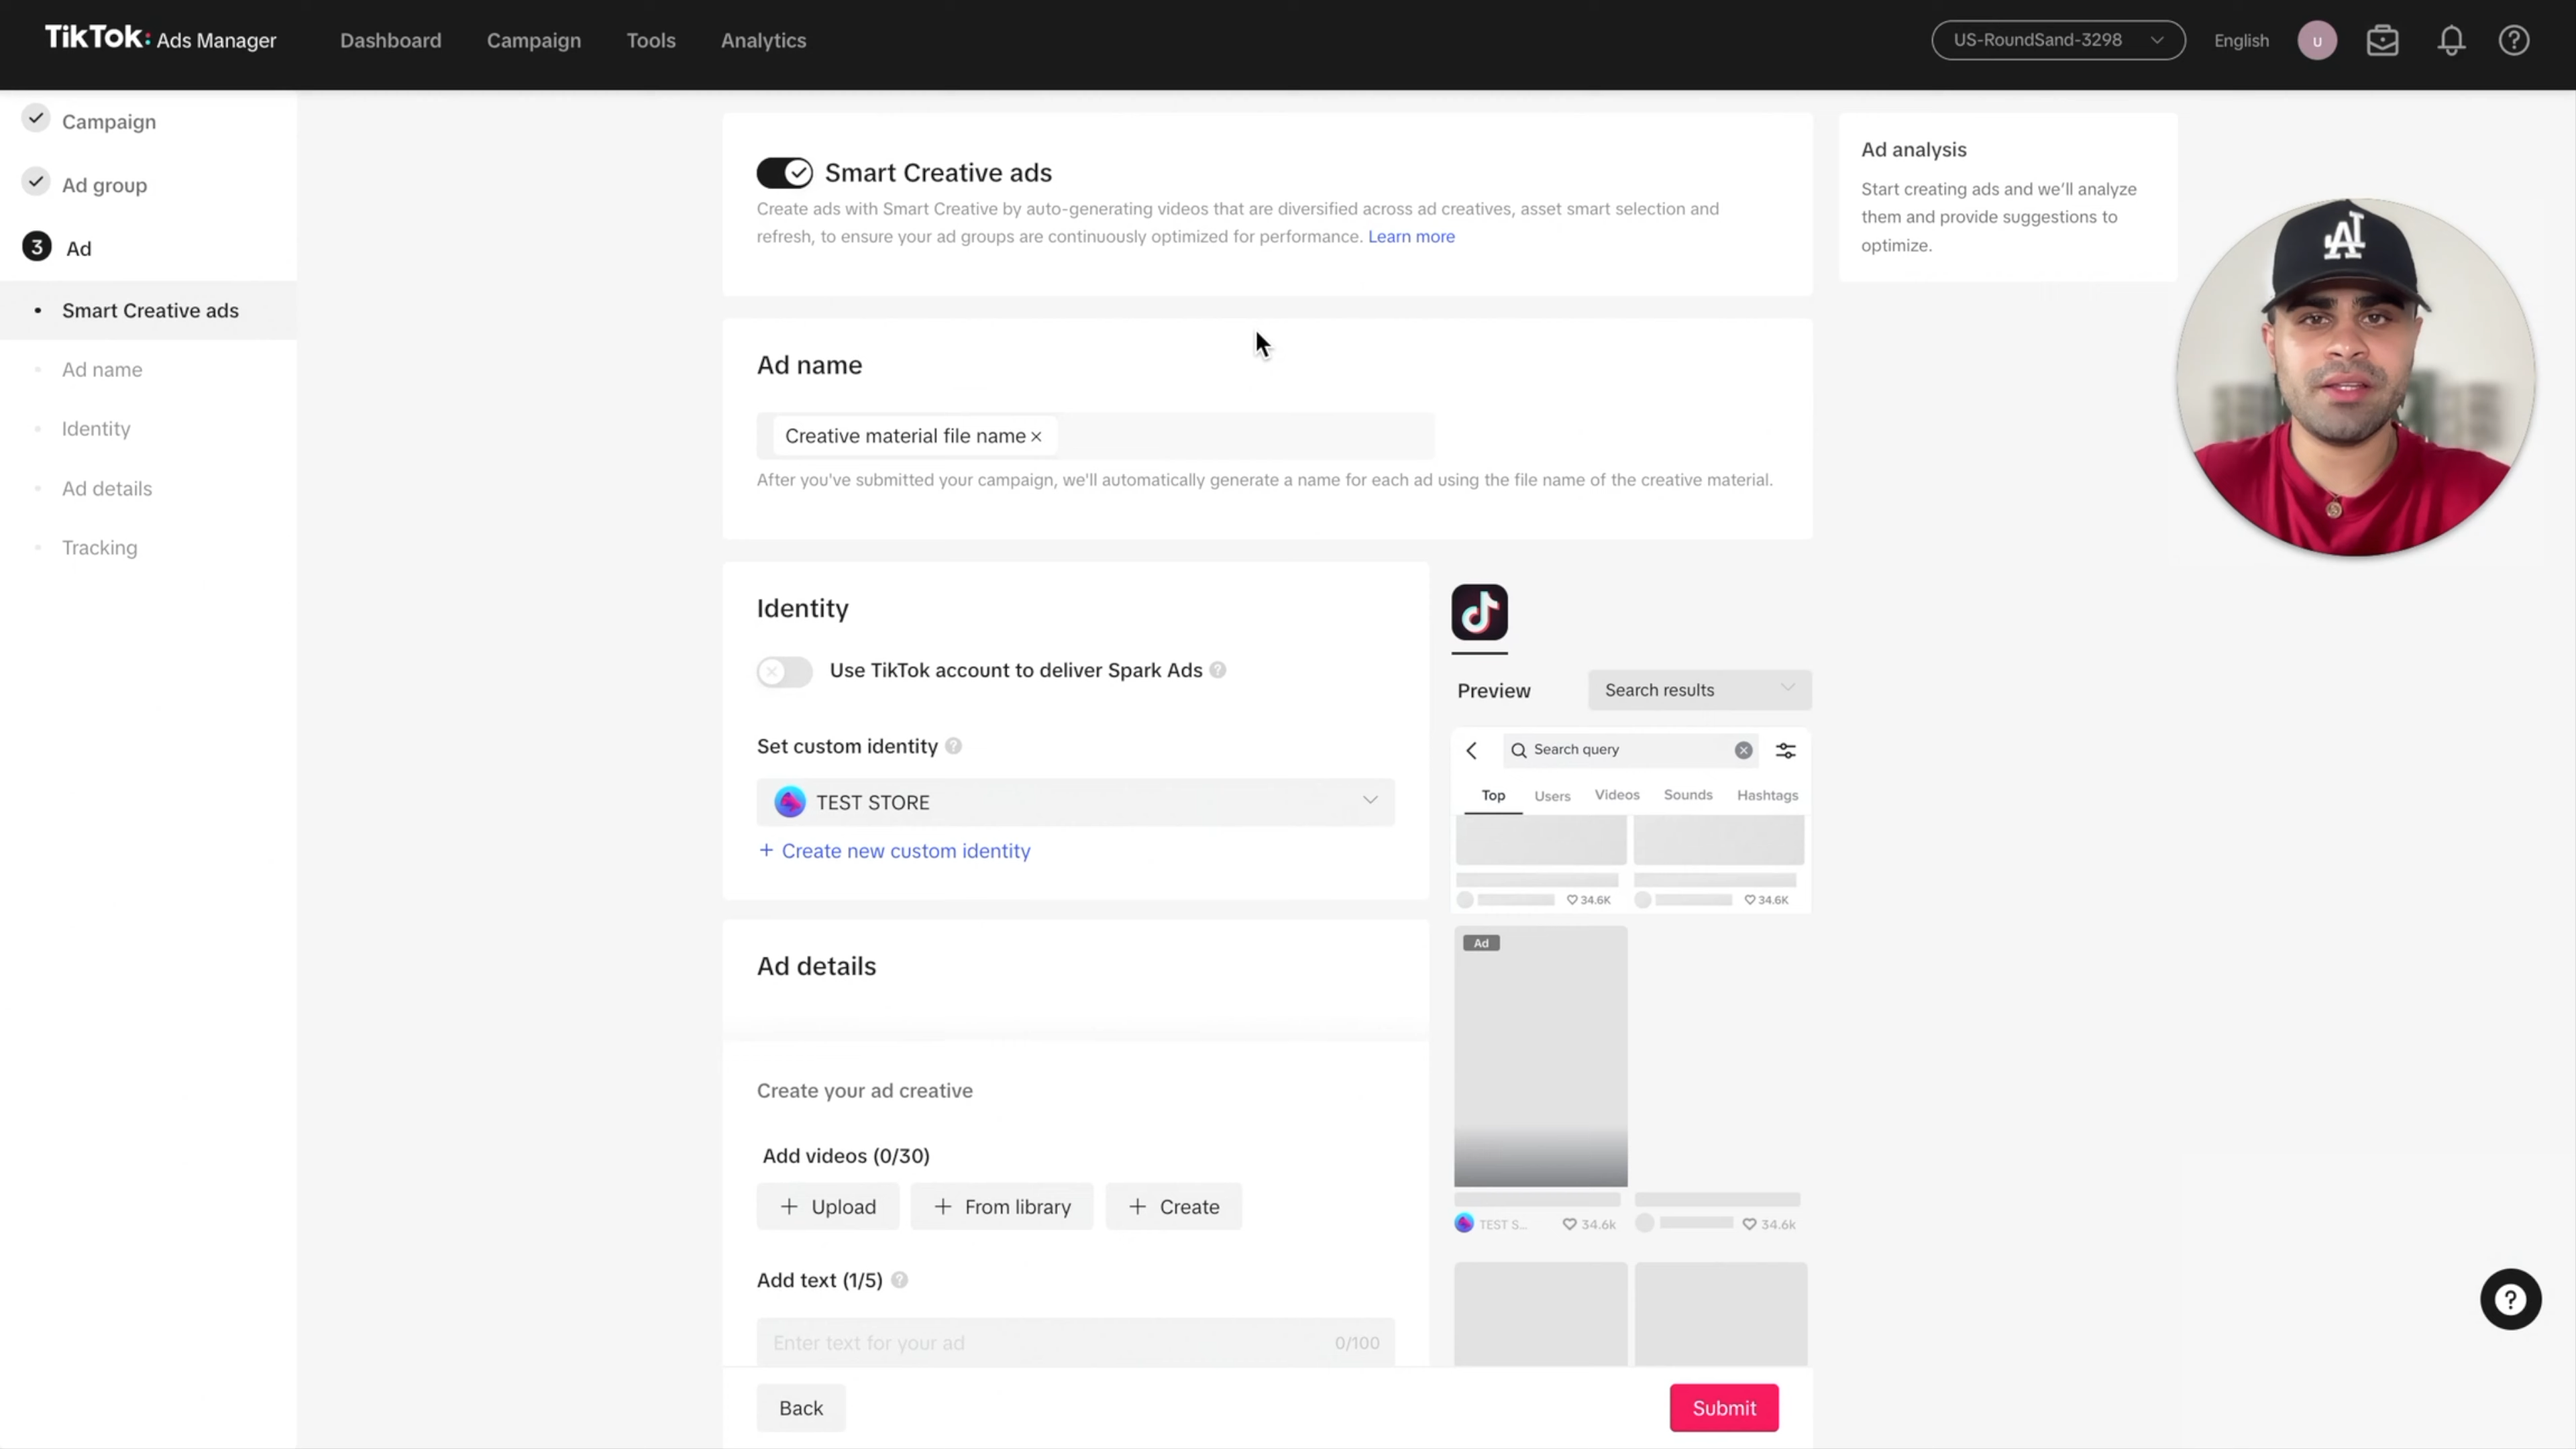 TikTok: Ads Manager
Dashboard
Campaign
Tools
Analytics
US-RoundSand-3298
English
U
Campaign
Ad group
3 Ad
Smart Creative ads
Ad name
Identity
Ad details
Tracking
Smart Creative ads
Create ads with Smart Creative by auto-generating videos that are diversified across ad creatives, asset smart selection and
refresh, to ensure your ad groups are continuously optimized for performance. Learn more
Ad analysis
Start creating ads and we'll analyze
them and provide suggestions to
optimize.
Ad name
Creative material file name ×
After you've submitted your campaign, we'll automatically generate a name for each ad using the file name of the creative material.
Identity
Use TikTok account to deliver Spark Ads ?
Set custom identity ?
TEST STORE
+ Create new custom identity
Preview
Search results
Search query
Top
Users
Videos
Sounds
Hashtags
34.6K
34.6K
Ad
TEST S...
34.6k
34.6k
Ad details
Create your ad creative
Add videos (0/30)
+ Upload
+ From library
+ Create
Add text (1/5) ?
Enter text for your ad
0/100
Back
Submit
?